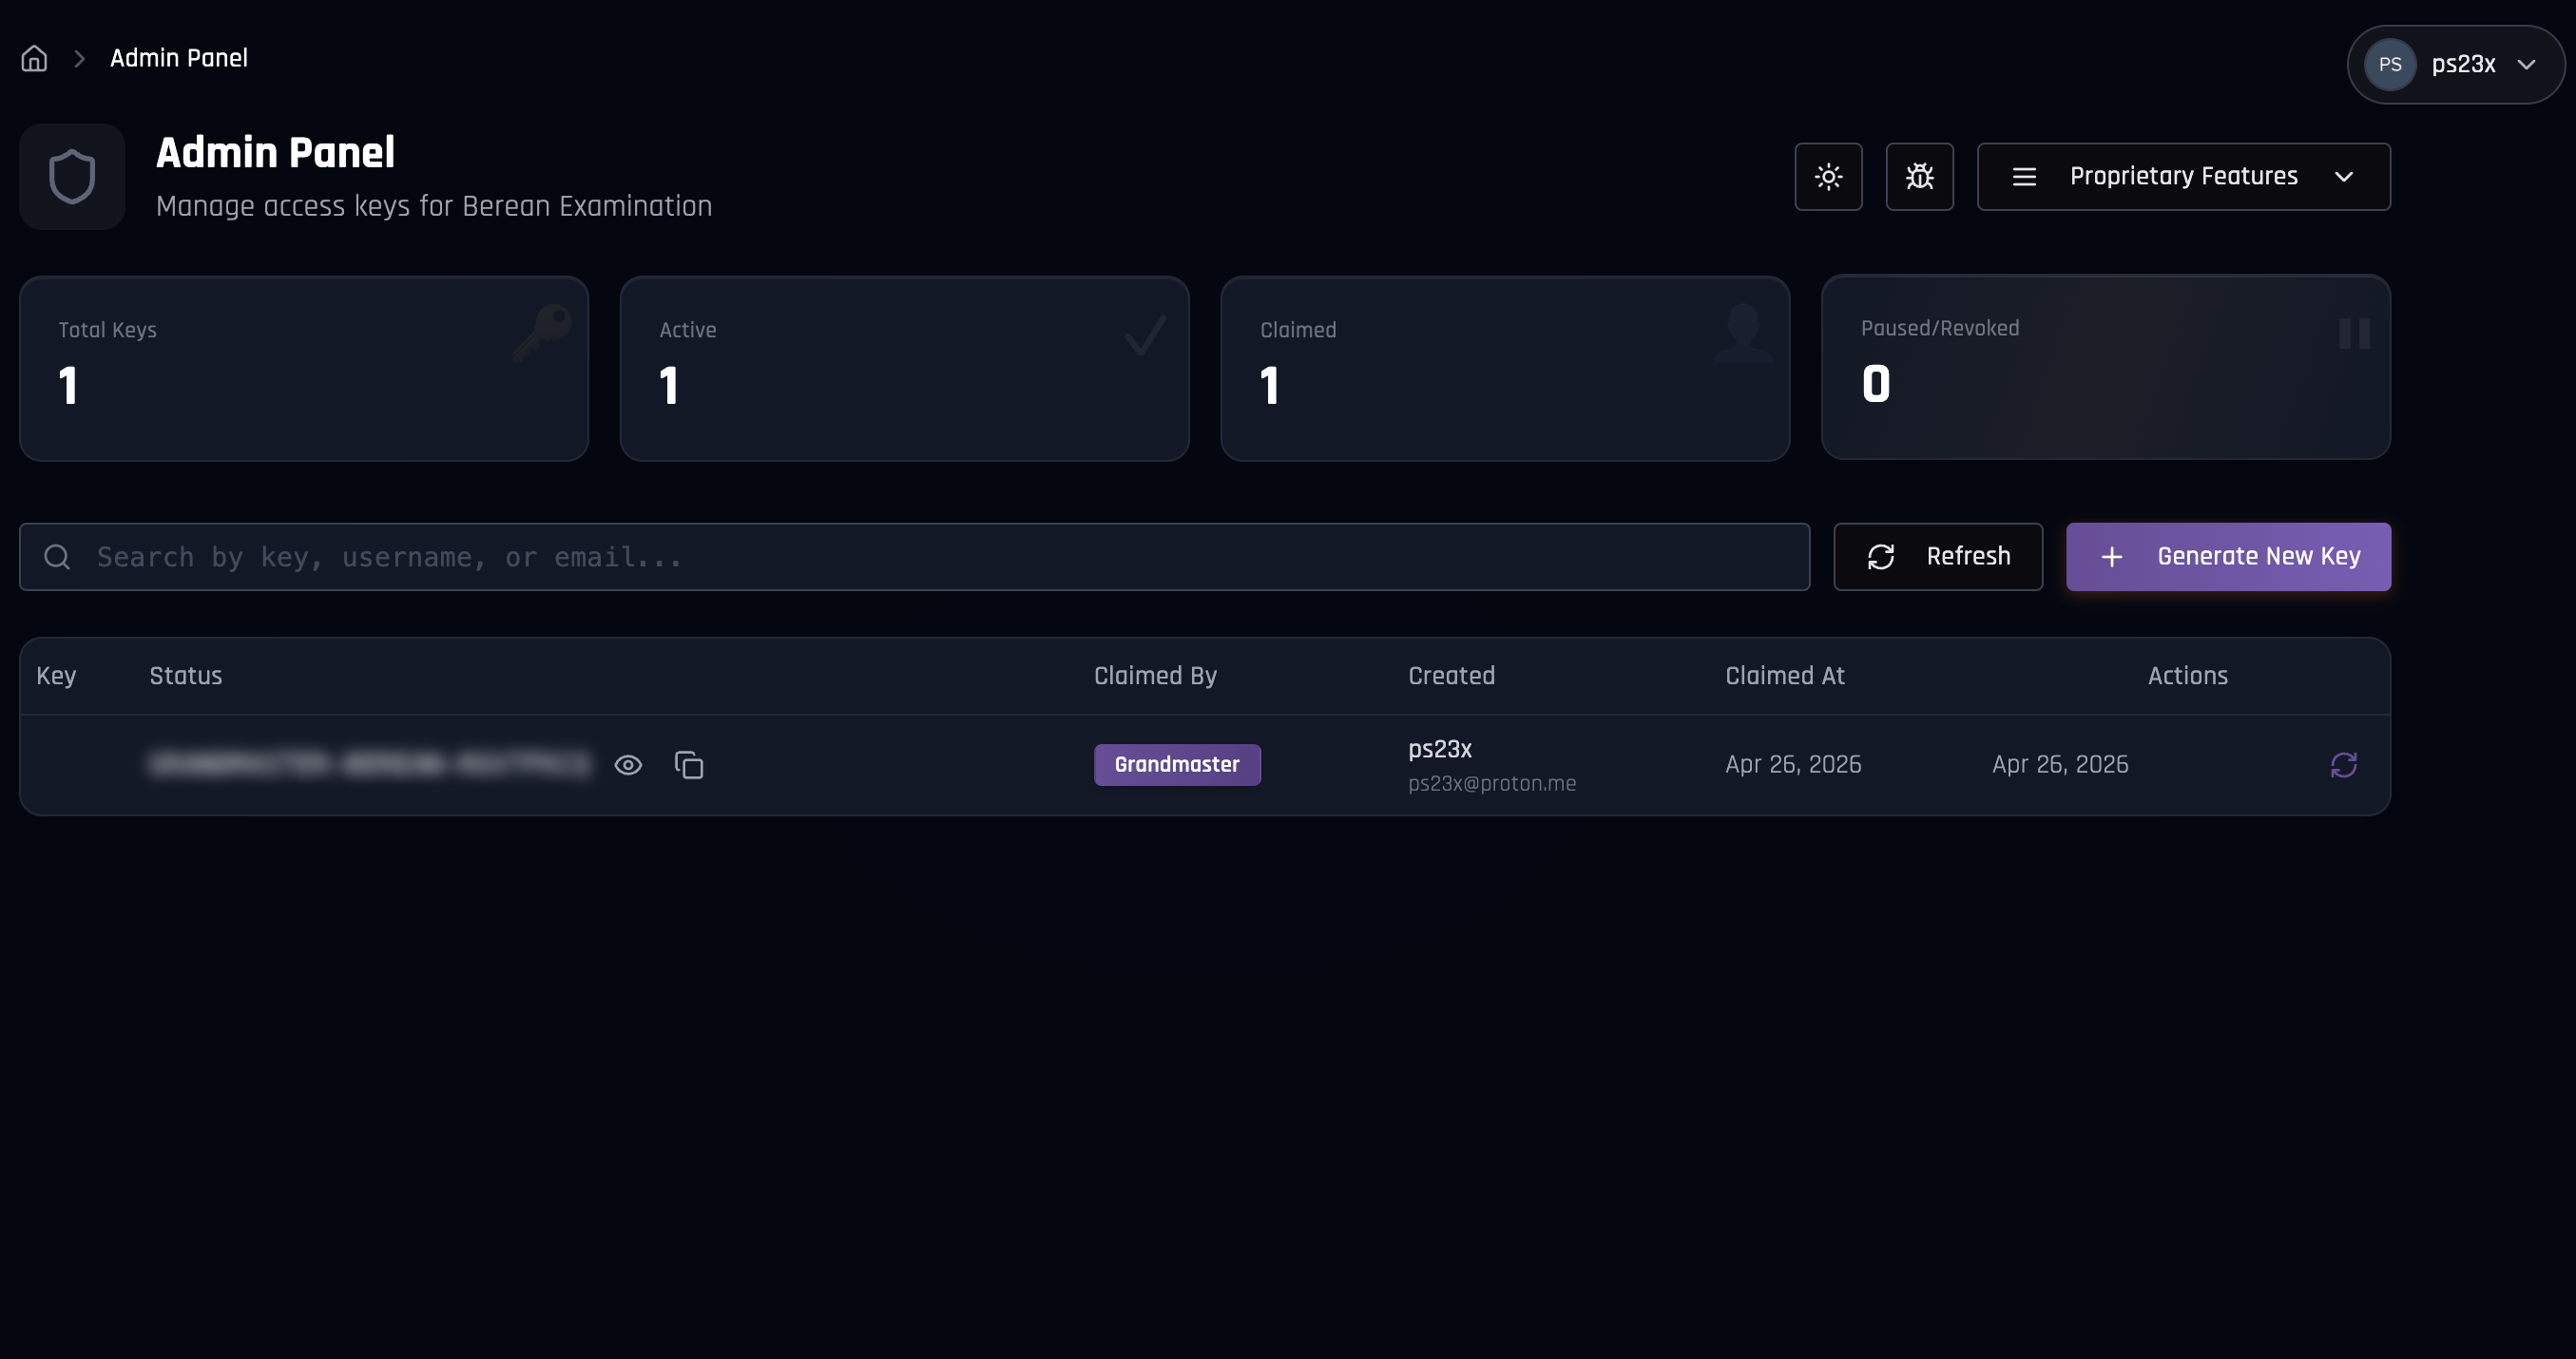 Admin Panel
PS ps23x
Admin Panel
Manage access keys for Berean Examination
Proprietary Features
Total Keys
1
Active
1
Claimed
1
Paused/Revoked
0
Search by key, username, or email...
Refresh
Generate New Key
Key Status Claimed By Created Claimed At Actions
Grandmaster ps23x Apr 26, 2026 Apr 26, 2026
ps23x@proton.me